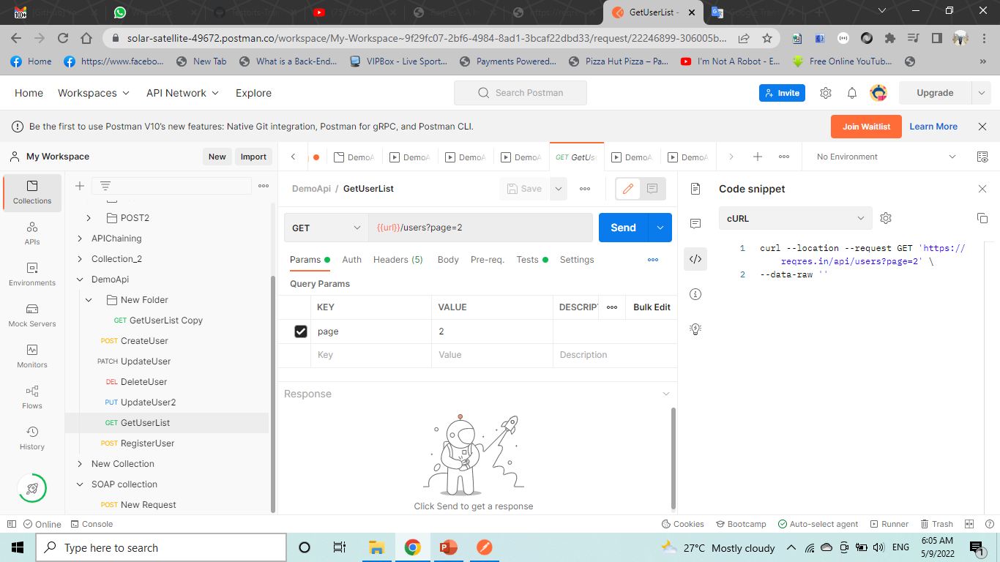 100+
WhatsApp
GetUserList -
solar-satellite-49672.postman.co/workspace/My-Workspace~9f29fc07-2bf6-4984-8ad1-3bcaf22dbd33/request/22246899-306005b...
Home
https://www.facebo...
New Tab
What is a Back-End...
VIPBox - Live Sport...
Payments Powered...
Pizza Hut Pizza – Pa...
I'm Not A Robot - E...
Free Online YouTub...
»
Home
Workspaces
API Network
Explore
Search Postman
Invite
Upgrade
Be the first to use Postman V10's new features: Native Git integration, Postman for gRPC, and Postman CLI.
Join Waitlist
Learn More
My Workspace
New
Import
DemoA
DemoA
DemoA
DemoA
GET GetUs
DemoA
DemoA
No Environment
Collections
APIs
Environments
Mock Servers
Monitors
Flows
History
POST2
APIChaining
Collection_2
DemoApi
New Folder
GET GetUserList Copy
POST CreateUser
PATCH UpdateUser
DEL DeleteUser
PUT UpdateUser2
GET GetUserList
POST RegisterUser
New Collection
SOAP collection
POST New Request
DemoApi / GetUserList
Save
GET
{{url}}/users?page=2
Send
Params
Auth
Headers (5)
Body
Pre-req.
Tests
Settings
Query Params
KEY
VALUE
DESCRIPT
Bulk Edit
page
2
Key
Value
Description
Response
Click Send to get a response
Code snippet
cURL
1 curl --location --request GET 'https://
reqres.in/api/users?page=2' \
2 --data-raw ''
Online
Console
Cookies
Bootcamp
Auto-select agent
Runner
Trash
Type here to search
27°C Mostly cloudy
ENG
6:05 AM
5/9/2022
1